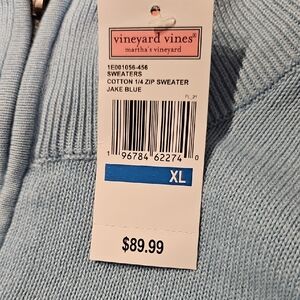 vineyard vines®
martha's vineyard
1E001056-456
SWEATERS
COTTON 1/4 ZIP SWEATER
JAKE BLUE
1 96784 62274 0
XL
$89.99